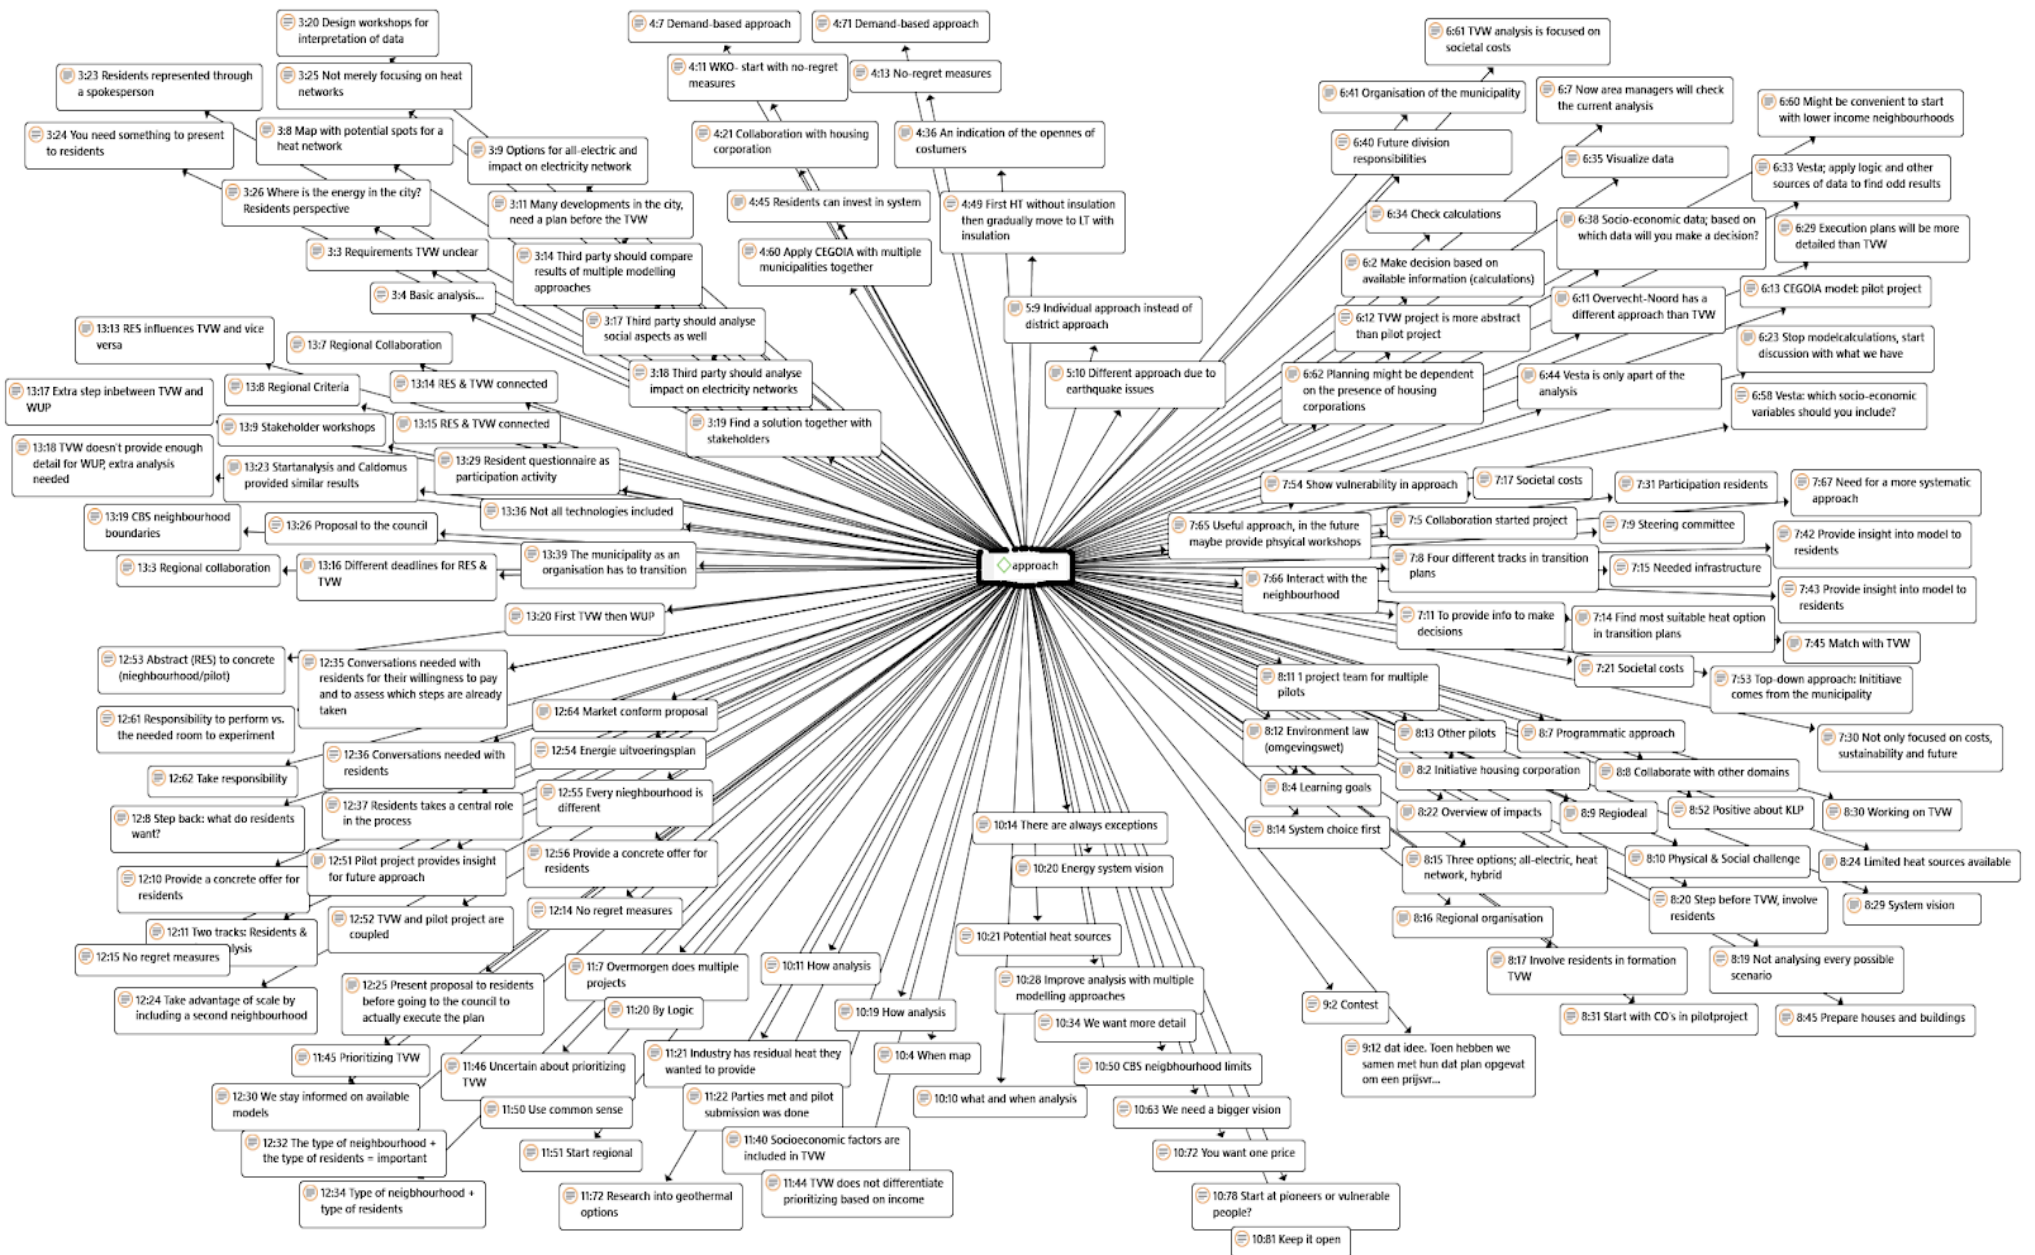 3:20 Design workshops for
interpretation of data
3:23 Residents represented through
a spokesperson
3:25 Not merely focusing on heat
networks
3:24 You need something to present
to residents
3:8 Map with potential spots for a
heat network
3:9 Options for all-electric and
impact on electricity network
3:26 Where is the energy in the city?
Residents perspective
3:11 Many developments in the city,
need a plan before the TVW
3:3 Requirements TVW unclear
3:14 Third party should compare
results of multiple modelling
approaches
3:4 Basic analysis...
3:17 Third party should analyse
social aspects as well
3:18 Third party should analyse
impact on electricity networks
3:19 Find a solution together with
stakeholders
4:7 Demand-based approach
4:71 Demand-based approach
4:11 WKO- start with no-regret
measures
4:13 No-regret measures
4:21 Collaboration with housing
corporation
4:36 An indication of the opennes of
costumers
4:45 Residents can invest in system
4:49 First HT without insulation
then gradually move to LT with
insulation
4:60 Apply CEGOIA with multiple
municipalities together
5:9 Individual approach instead of
district approach
5:10 Different approach due to
earthquake issues
6:61 TVW analysis is focused on
societal costs
6:41 Organisation of the municipality
6:7 Now area managers will check
the current analysis
6:60 Might be convenient to start
with lower income neighbourhoods
6:40 Future division
responsibilities
6:35 Visualize data
6:33 Vesta; apply logic and other
sources of data to find odd results
6:34 Check calculations
6:38 Socio-economic data; based on
which data will you make a decision?
6:29 Execution plans will be more
detailed than TVW
6:2 Make decision based on
available information (calculations)
6:13 CEGOIA model: pilot project
6:11 Overvecht-Noord has a
different approach than TVW
6:12 TVW project is more abstract
than pilot project
6:23 Stop modelcalculations, start
discussion with what we have
6:62 Planning might be dependent
on the presence of housing
corporations
6:44 Vesta is only apart of the
analysis
6:58 Vesta: which socio-economic
variables should you include?
13:13 RES influences TVW and vice
versa
13:7 Regional Collaboration
13:17 Extra step inbetween TVW and
WUP
13:8 Regional Criteria
13:14 RES & TVW connected
13:9 Stakeholder workshops
13:15 RES & TVW connected
13:18 TVW doesn't provide enough
detail for WUP, extra analysis
needed
13:23 Startanalysis and Caldomus
provided similar results
13:29 Resident questionnaire as
participation activity
13:19 CBS neighbourhood
boundaries
13:26 Proposal to the council
13:36 Not all technologies included
13:3 Regional collaboration
13:16 Different deadlines for RES &
TVW
13:39 The municipality as an
organisation has to transition
13:20 First TVW then WUP
approach
7:54 Show vulnerability in approach
7:17 Societal costs
7:31 Participation residents
7:67 Need for a more systematic
approach
7:65 Useful approach, in the future
maybe provide phsyical workshops
7:5 Collaboration started project
7:9 Steering committee
7:42 Provide insight into model to
residents
7:8 Four different tracks in transition
plans
7:15 Needed infrastructure
7:66 Interact with the
neighbourhood
7:43 Provide insight into model to
residents
7:11 To provide info to make
decisions
7:14 Find most suitable heat option
in transition plans
7:45 Match with TVW
7:21 Societal costs
7:53 Top-down approach: Inititiave
comes from the municipality
7:30 Not only focused on costs,
sustainability and future
12:53 Abstract (RES) to concrete
(nieghbourhood/pilot)
12:35 Conversations needed with
residents for their willingness to pay
and to assess which steps are already
taken
12:61 Responsibility to perform vs.
the needed room to experiment
12:64 Market conform proposal
12:36 Conversations needed with
residents
12:54 Energie uitvoeringsplan
12:62 Take responsibility
12:55 Every nieghbourhood is
different
12:8 Step back: what do residents
want?
12:37 Residents takes a central role
in the process
12:10 Provide a concrete offer for
residents
12:51 Pilot project provides insight
for future approach
12:56 Provide a concrete offer for
residents
12:11 Two tracks: Residents &
12:52 TVW and pilot project are
coupled
12:14 No regret measures
12:15 No regret measures
12:24 Take advantage of scale by
including a second neighbourhood
12:25 Present proposal to residents
before going to the council to
actually execute the plan
12:30 We stay informed on available
models
12:32 The type of neighbourhood +
the type of residents = important
12:34 Type of neigbhourhood +
type of residents
11:7 Overmorgen does multiple
projects
11:20 By Logic
11:45 Prioritizing TVW
11:46 Uncertain about prioritizing
TVW
11:21 Industry has residual heat they
wanted to provide
11:50 Use common sense
11:22 Parties met and pilot
submission was done
11:51 Start regional
11:40 Socioeconomic factors are
included in TVW
11:44 TVW does not differentiate
prioritizing based on income
11:72 Research into geothermal
options
10:14 There are always exceptions
10:20 Energy system vision
10:21 Potential heat sources
10:11 How analysis
10:28 Improve analysis with multiple
modelling approaches
10:19 How analysis
10:34 We want more detail
10:4 When map
10:50 CBS neigbhourhood limits
10:10 what and when analysis
10:63 We need a bigger vision
10:72 You want one price
10:78 Start at pioneers or vulnerable
people?
10:81 Keep it open
8:11 1 project team for multiple
pilots
8:12 Environment law
(omgevingswet)
8:13 Other pilots
8:7 Programmatic approach
8:2 Initiative housing corporation
8:8 Collaborate with other domains
8:4 Learning goals
8:22 Overview of impacts
8:9 Regiodeal
8:52 Positive about KLP
8:30 Working on TVW
8:14 System choice first
8:15 Three options; all-electric, heat
network, hybrid
8:10 Physical & Social challenge
8:24 Limited heat sources available
8:16 Regional organisation
8:20 Step before TVW, involve
residents
8:29 System vision
8:17 Involve residents in formation
TVW
8:19 Not analysing every possible
scenario
8:31 Start with CO's in pilotproject
8:45 Prepare houses and buildings
9:2 Contest
9:12 dat idee. Toen hebben we
samen met hun dat plan opgevat
om een prijsvr...